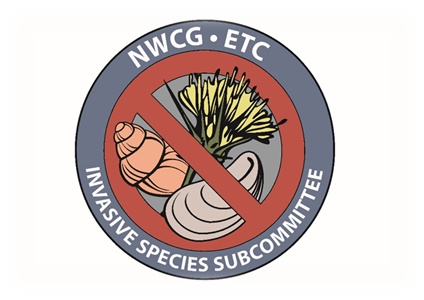 NWCG • ETC
INVASIVE SPECIES SUBCOMMITTEE